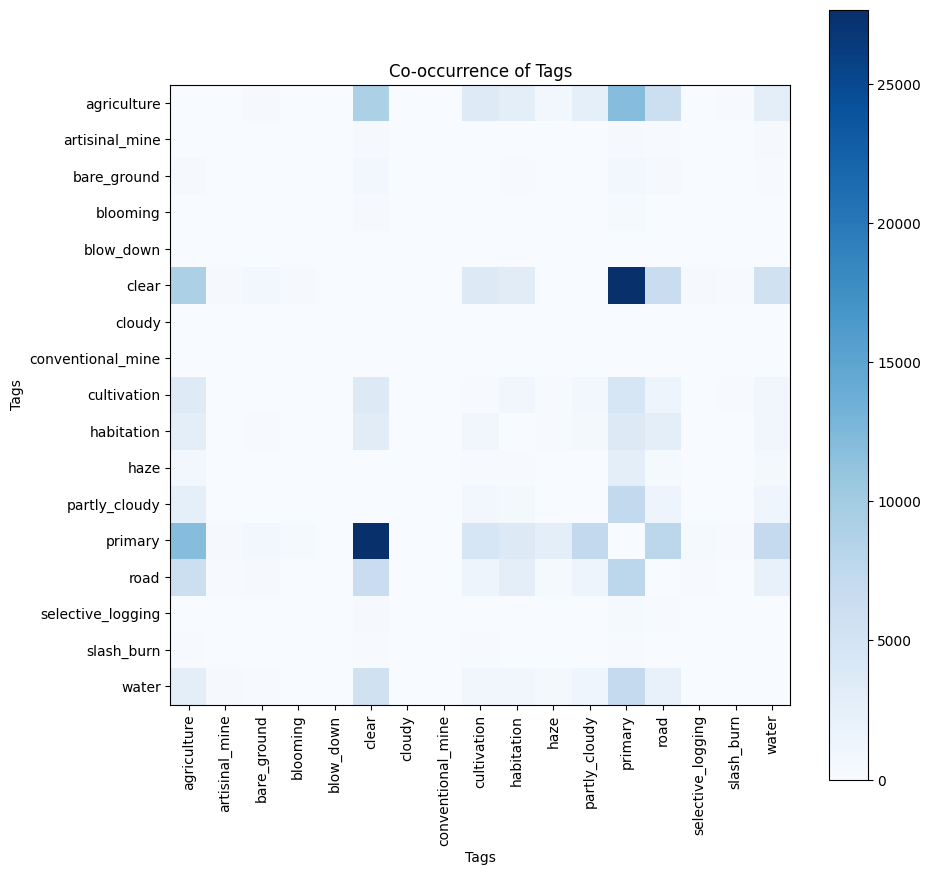 Co-occurrence of Tags
Tags
agriculture
artisinal_mine
bare_ground
blooming
blow_down
clear
cloudy
conventional_mine
cultivation
habitation
haze
partly_cloudy
primary
road
selective_logging
slash_burn
water
agriculture
artisinal_mine
bare_ground
blooming
blow_down
clear
cloudy
conventional_mine
cultivation
habitation
haze
partly_cloudy
primary
road
selective_logging
slash_burn
water
Tags
25000
20000
15000
10000
5000
0